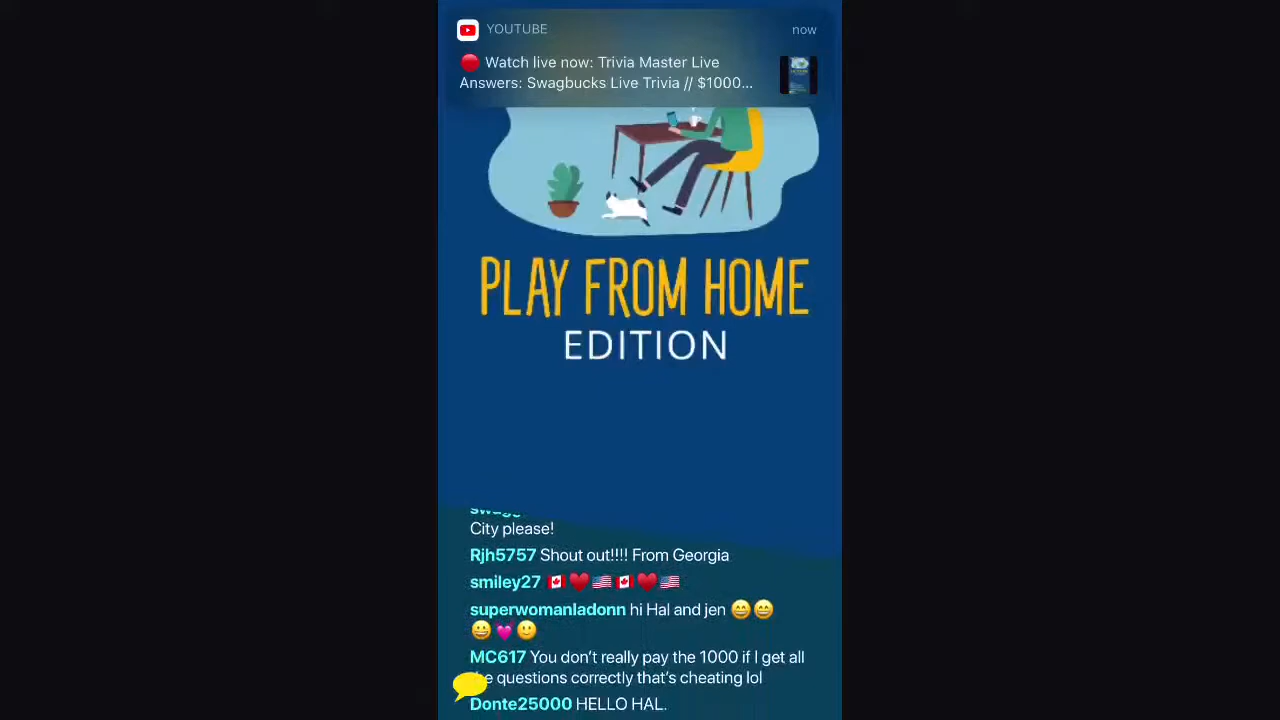 YOUTUBE
now
🔴 Watch live now: Trivia Master Live
Answers: Swagbucks Live Trivia // $1000...
PLAY FROM HOME
EDITION
City please!
Rjh5757 Shout out!!!! From Georgia
smiley27 🇨🇦♥️🇺🇸🇨🇦♥️🇺🇸
superwomanladonn hi Hal and jen 😄😄
😀💓🙂
MC617 You don't really pay the 1000 if I get all
questions correctly that's cheating lol
Donte25000 HELLO HAL.